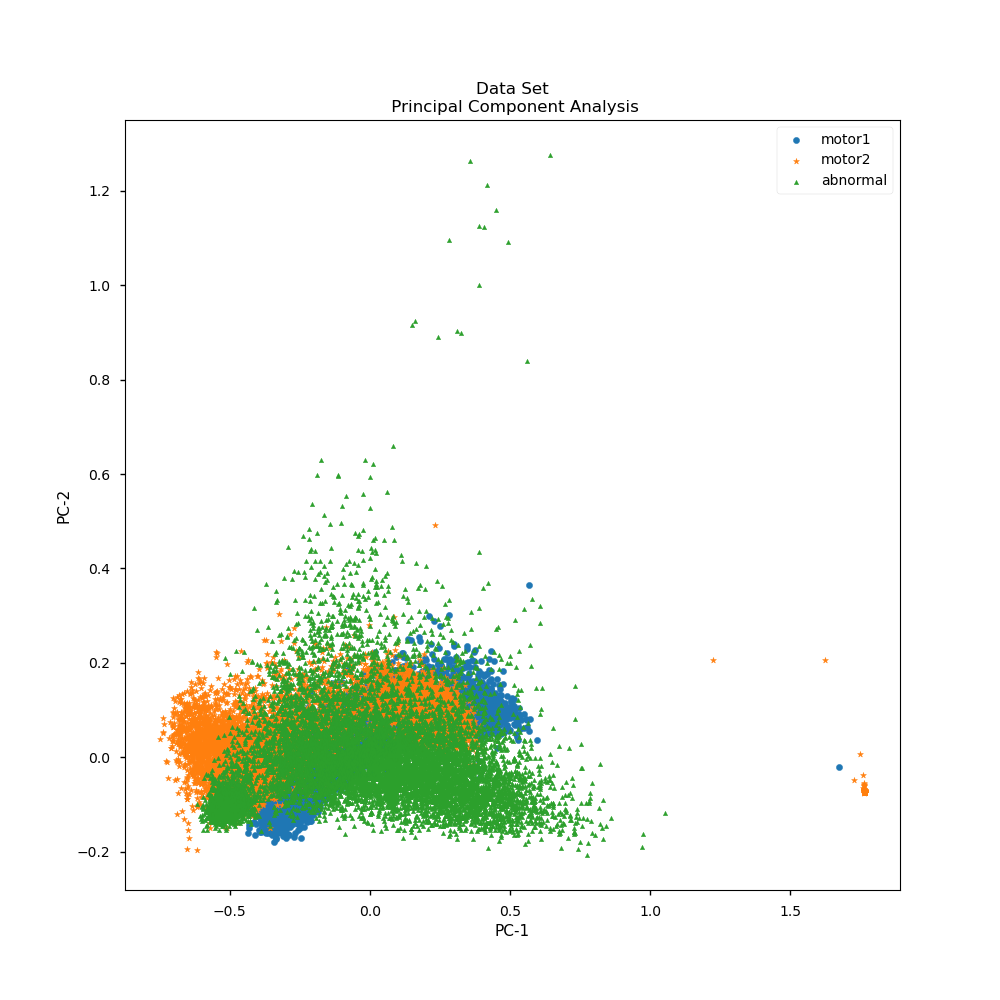 Data Set
Principal Component Analysis
motor1
motor2
abnormal
1.2
1.0
0.8
0.6
0.4
0.2
0.0
−0.2
PC-2
−0.5
0.0
0.5
1.0
1.5
PC-1